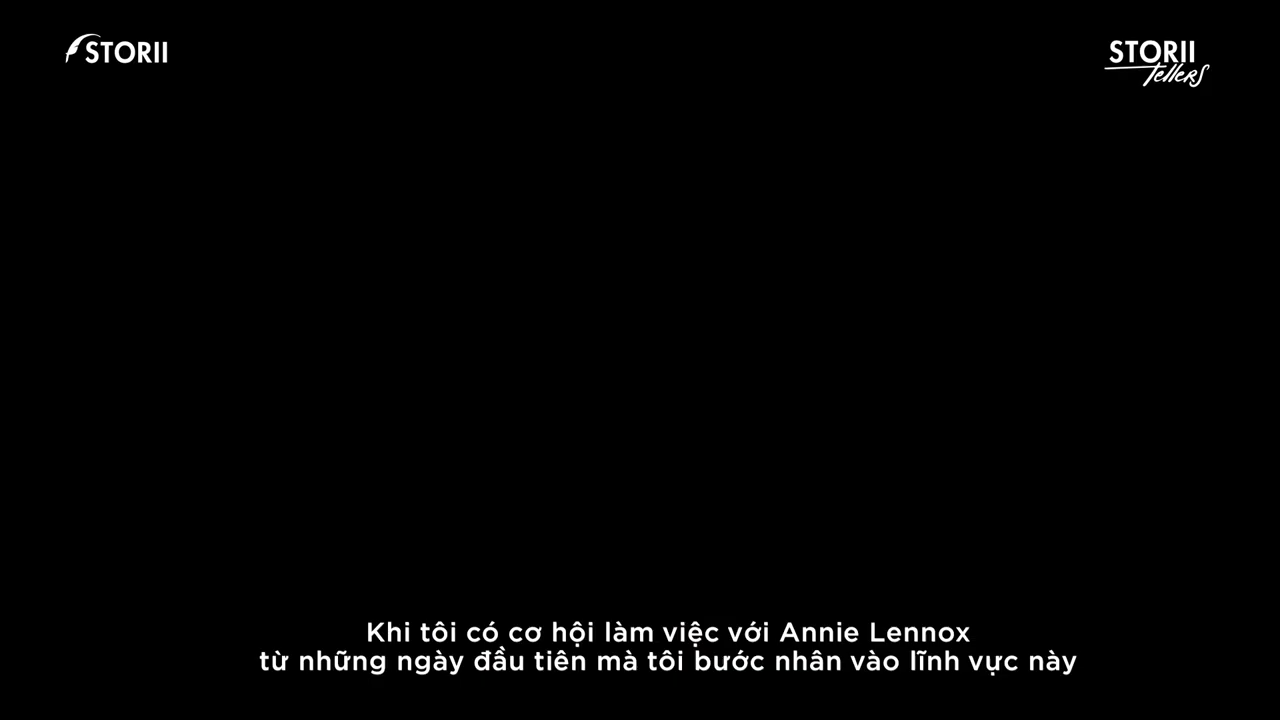 STORII
STORII
tellers
Khi tôi có cơ hội làm việc với Annie Lennox
từ những ngày đầu tiên mà tôi bước nhân vào lĩnh vực này